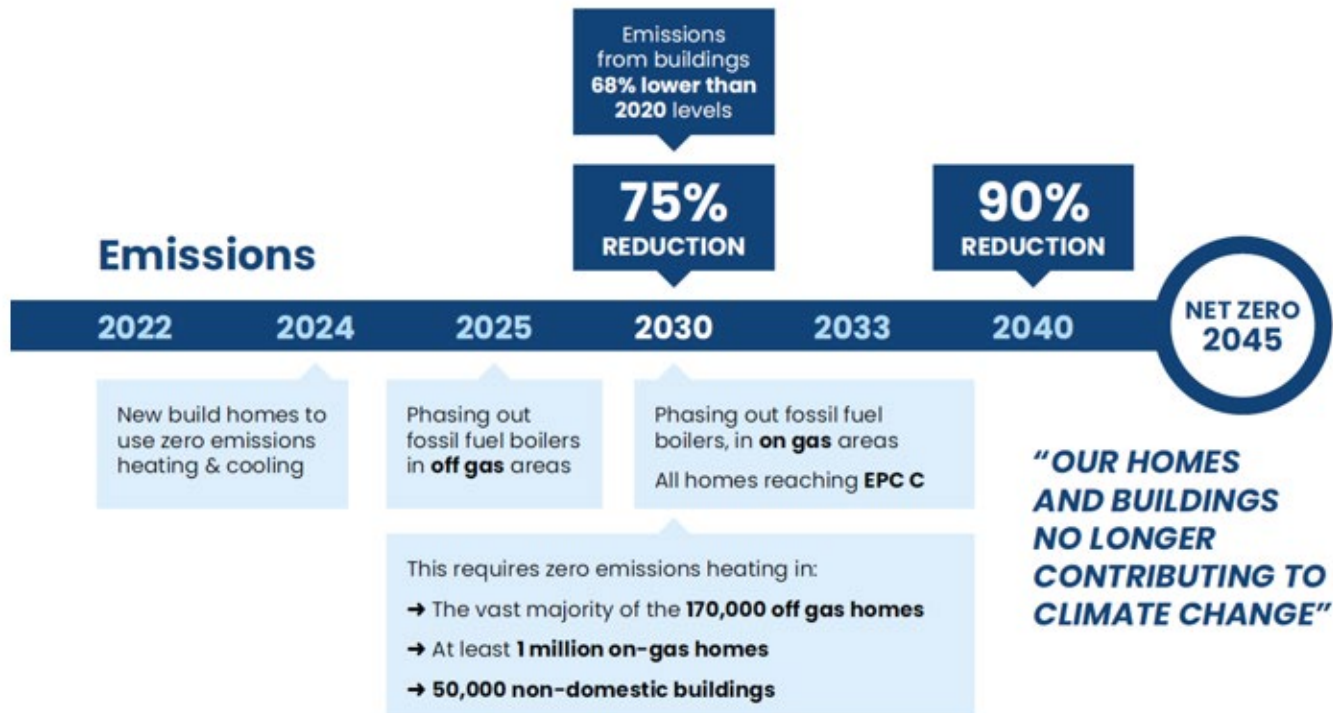 Emissions
from buildings
68% lower than
2020 levels
75%
REDUCTION
90%
REDUCTION
Emissions
2022 2024 2025 2030 2033 2040
NET ZERO
2045
New build homes to
use zero emissions
heating & cooling
Phasing out
fossil fuel boilers
in off gas areas
Phasing out fossil fuel
boilers, in on gas areas
All homes reaching EPC C
This requires zero emissions heating in:
➜ The vast majority of the 170,000 off gas homes
➜ At least 1 million on-gas homes
➜ 50,000 non-domestic buildings
“OUR HOMES
AND BUILDINGS
NO LONGER
CONTRIBUTING TO
CLIMATE CHANGE”